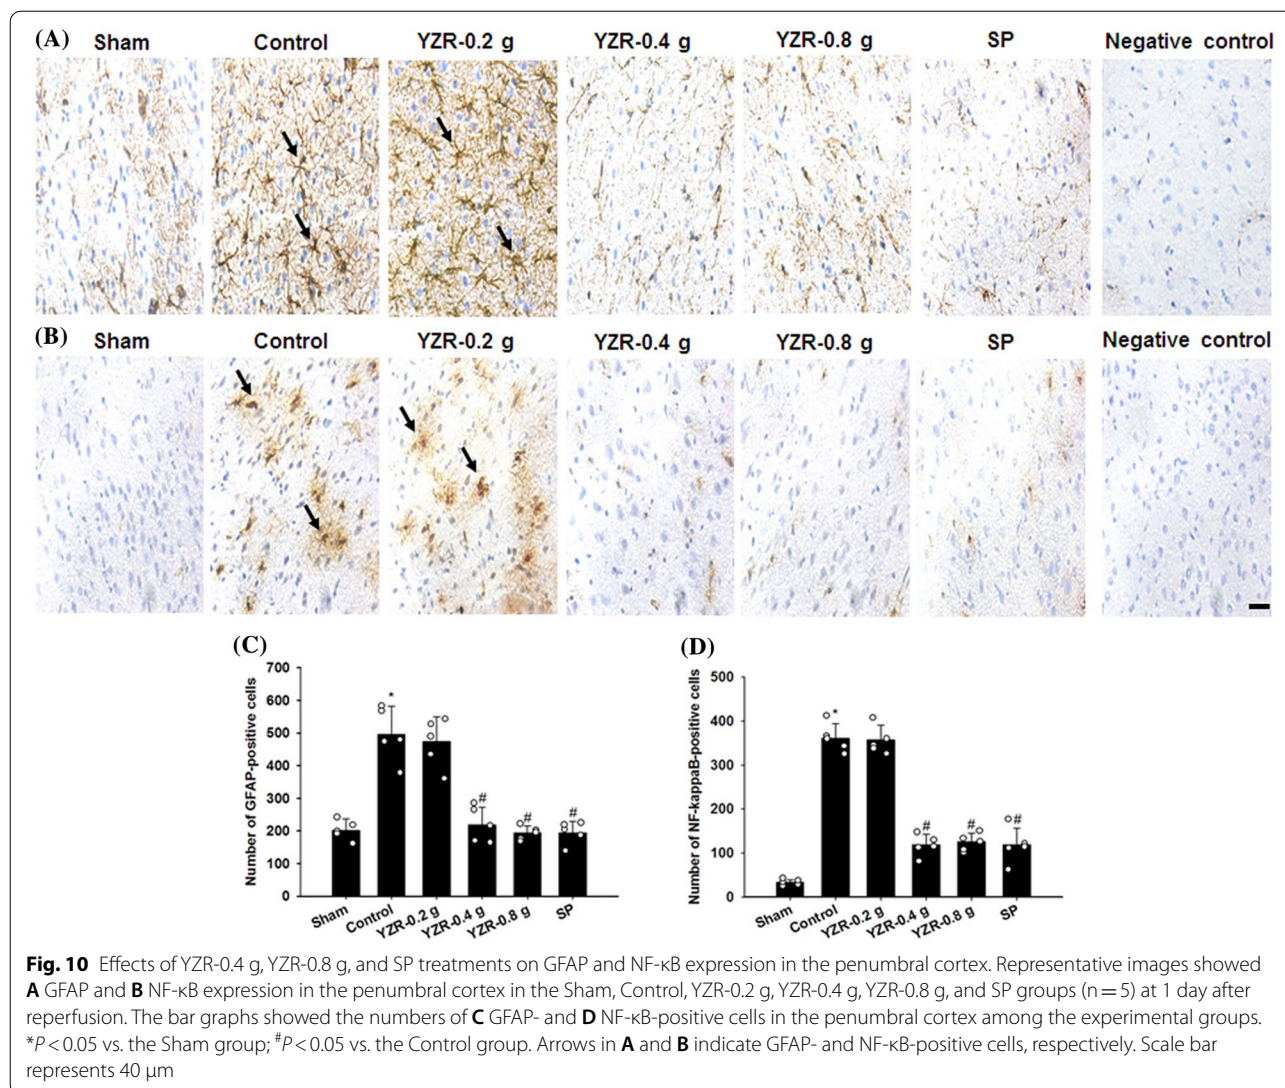 (A) Sham Control YZR-0.2 g YZR-0.4 g YZR-0.8 g SP Negative control
(B) Sham Control YZR-0.2 g YZR-0.4 g YZR-0.8 g SP Negative control
(C)
Number of GFAP-positive cells
700
600
500
400
300
200
100
0
*
#
#
#
Sham Control YZR-0.2 g YZR-0.4 g YZR-0.8 g SP
(D)
Number of NF-kappaB-positive cells
500
400
300
200
100
0
*
#
#
#
Sham Control YZR-0.2 g YZR-0.4 g YZR-0.8 g SP
Fig. 10 Effects of YZR-0.4 g, YZR-0.8 g, and SP treatments on GFAP and NF-κB expression in the penumbral cortex. Representative images showed
A GFAP and B NF-κB expression in the penumbral cortex in the Sham, Control, YZR-0.2 g, YZR-0.4 g, YZR-0.8 g, and SP groups (n = 5) at 1 day after
reperfusion. The bar graphs showed the numbers of C GFAP- and D NF-κB-positive cells in the penumbral cortex among the experimental groups.
*P < 0.05 vs. the Sham group; #P < 0.05 vs. the Control group. Arrows in A and B indicate GFAP- and NF-κB-positive cells, respectively. Scale bar
represents 40 μm